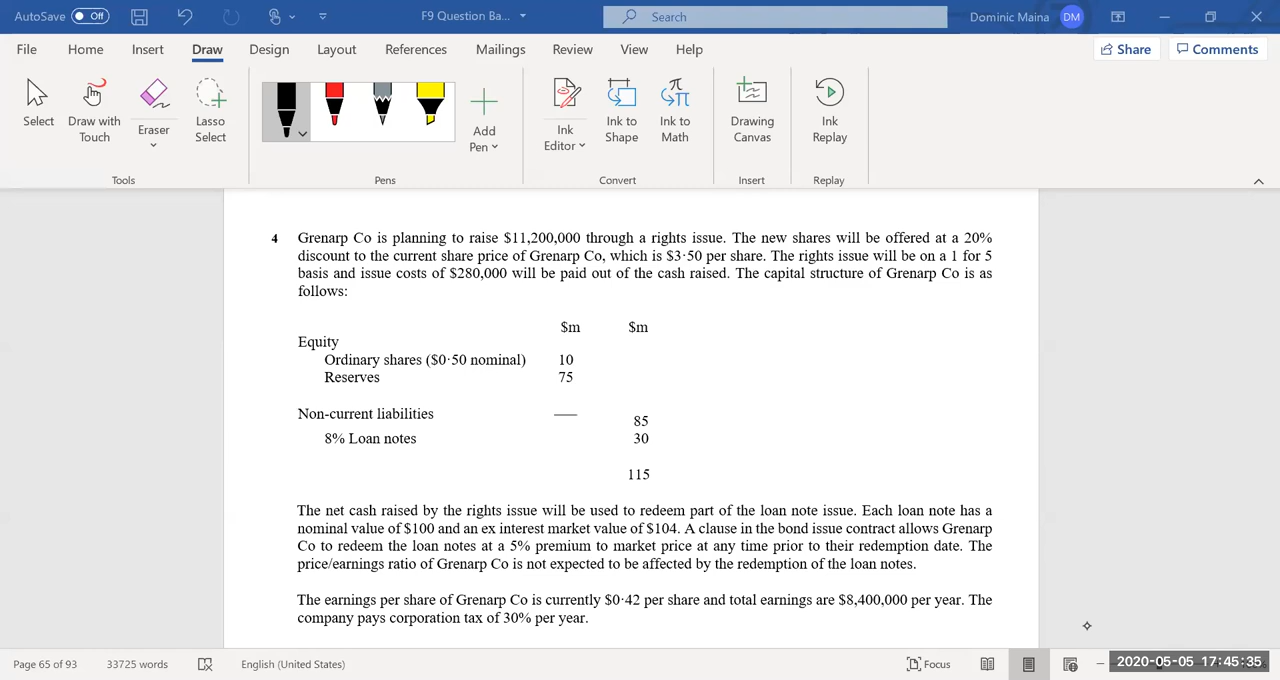 AutoSave Off F9 Question Ba... Search Dominic Maina DM
File Home Insert Draw Design Layout References Mailings Review View Help Share Comments
Select Draw with Touch Eraser Lasso Select Add Pen Ink Editor Ink to Shape Ink to Math Drawing Canvas Ink Replay
Tools Pens Convert Insert Replay
4 Grenarp Co is planning to raise $11,200,000 through a rights issue. The new shares will be offered at a 20%
discount to the current share price of Grenarp Co, which is $3·50 per share. The rights issue will be on a 1 for 5
basis and issue costs of $280,000 will be paid out of the cash raised. The capital structure of Grenarp Co is as
follows:
$m $m
Equity
Ordinary shares ($0·50 nominal) 10
Reserves 75
Non-current liabilities
85
8% Loan notes 30
115
The net cash raised by the rights issue will be used to redeem part of the loan note issue. Each loan note has a
nominal value of $100 and an ex interest market value of $104. A clause in the bond issue contract allows Grenarp
Co to redeem the loan notes at a 5% premium to market price at any time prior to their redemption date. The
price/earnings ratio of Grenarp Co is not expected to be affected by the redemption of the loan notes.
The earnings per share of Grenarp Co is currently $0·42 per share and total earnings are $8,400,000 per year. The
company pays corporation tax of 30% per year.
Page 65 of 93 33725 words English (United States) Focus 2020-05-05 17:45:35